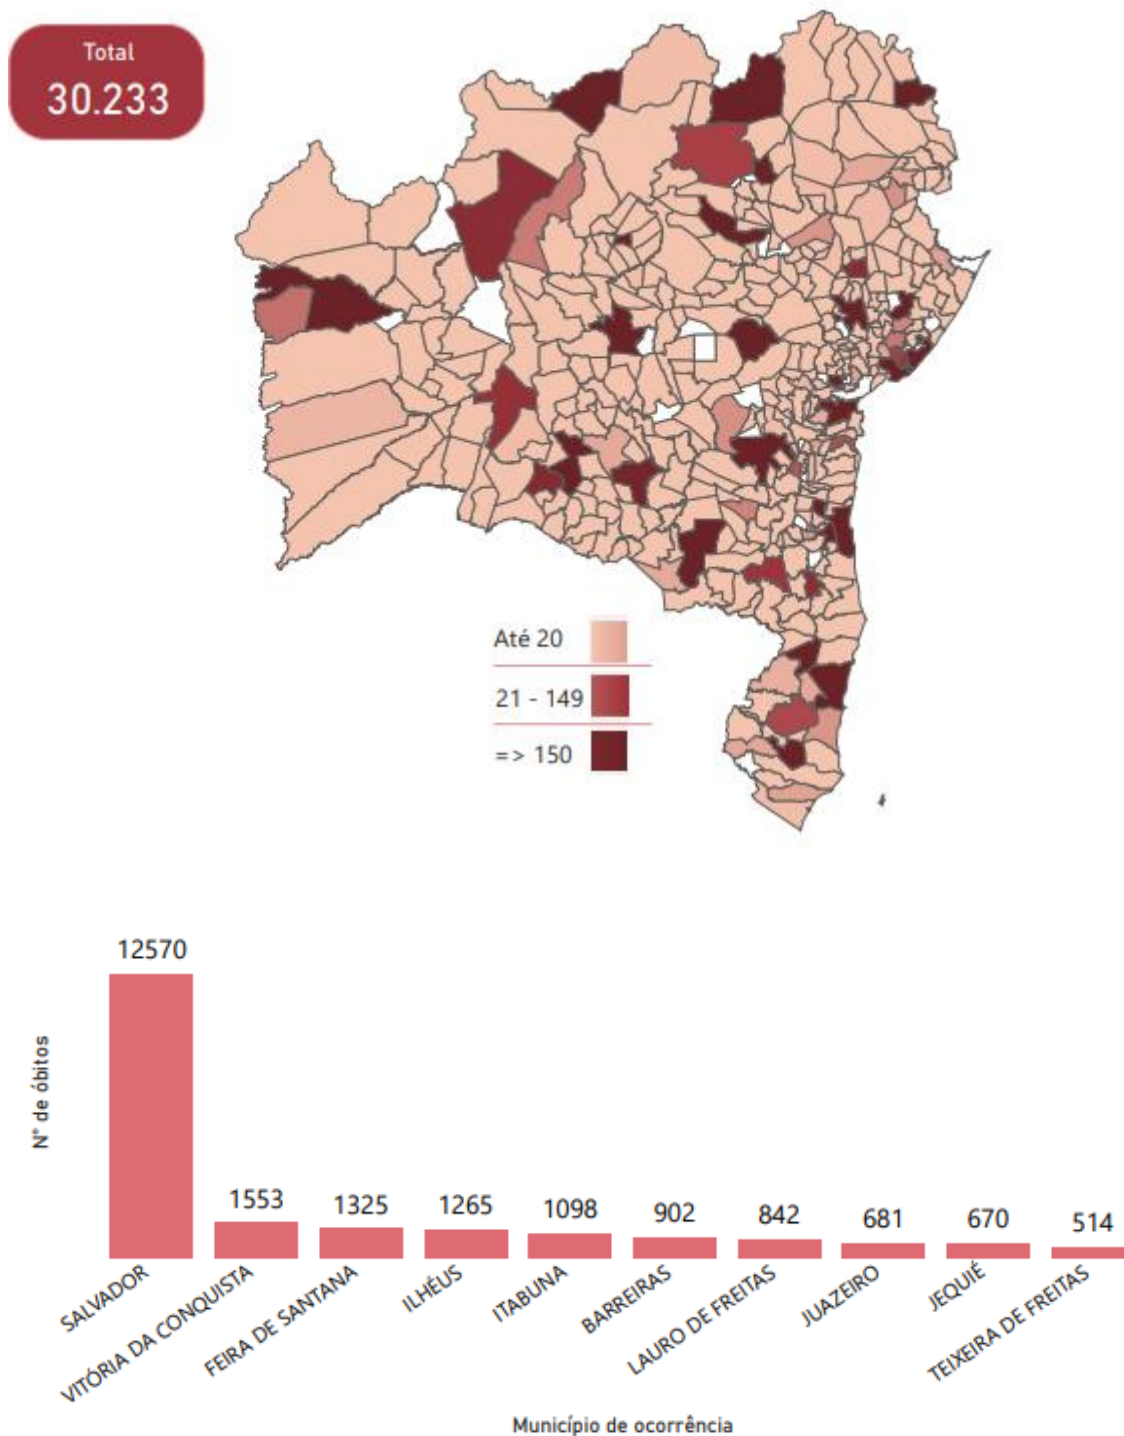 Total
30.233
Até 20
21 - 149
=> 150
12570
1553
1325
1265
1098
902
842
681
670
514
N° de óbitos
SALVADOR
VITÓRIA DA CONQUISTA
FEIRA DE SANTANA
ILHÉUS
ITABUNA
BARREIRAS
LAURO DE FREITAS
JUAZEIRO
JEQUIÉ
TEIXEIRA DE FREITAS
Município de ocorrência